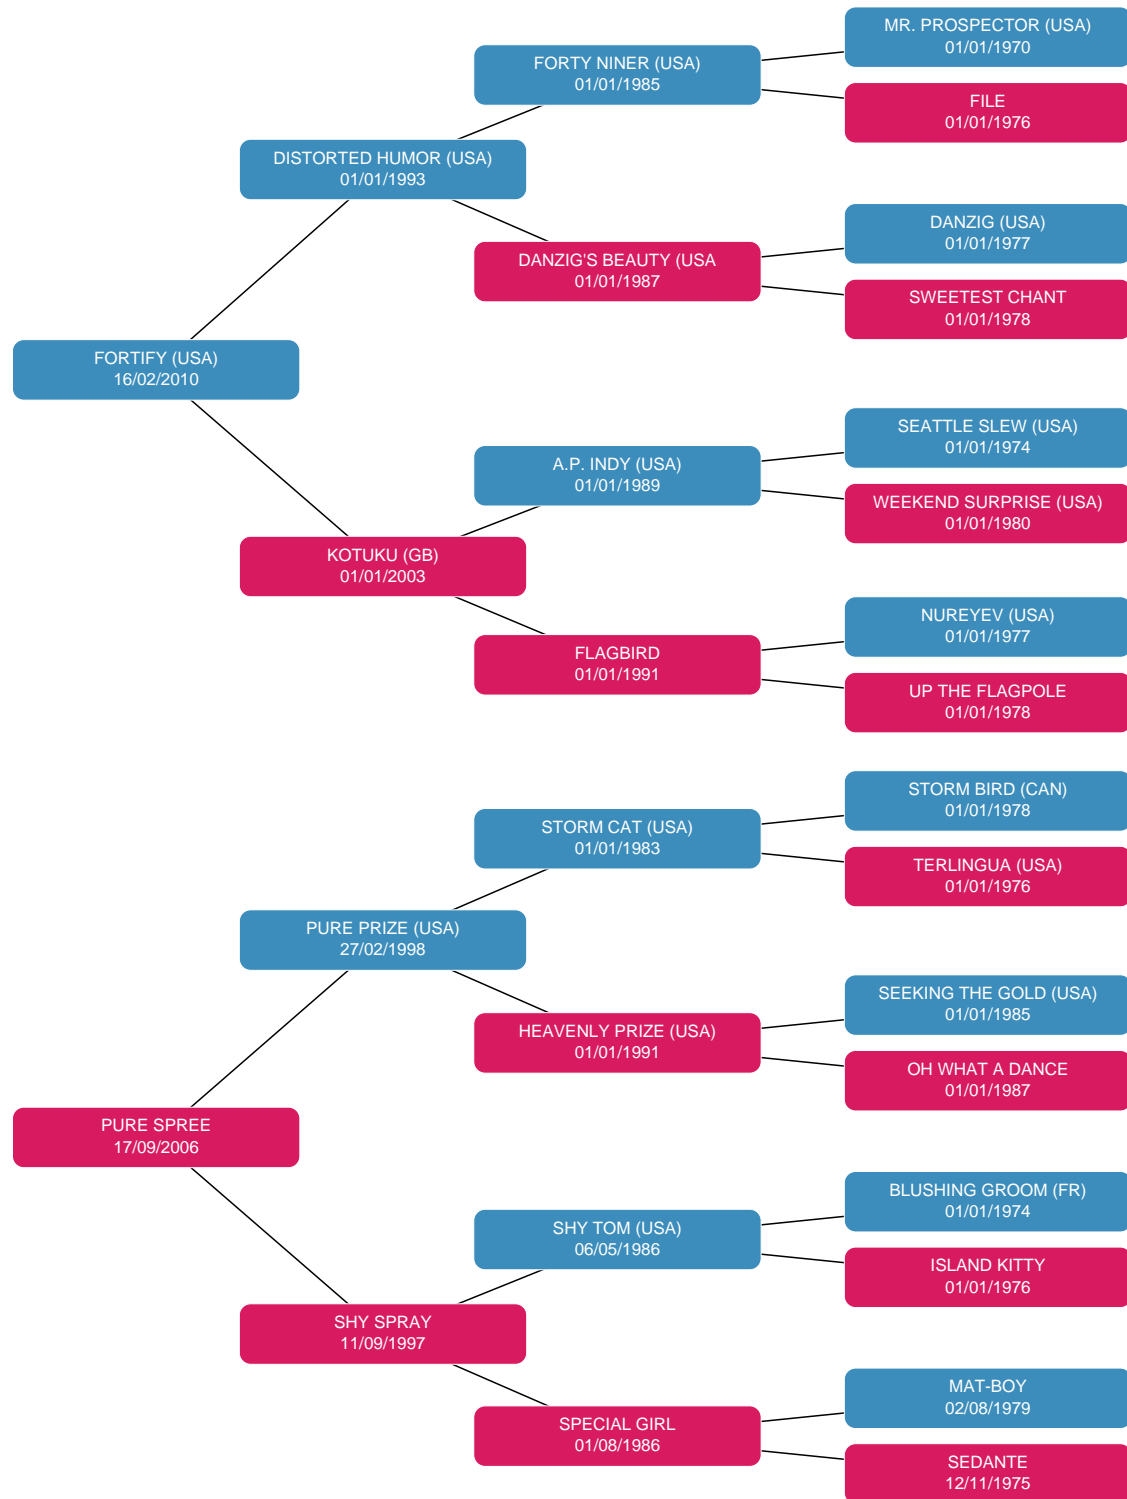 MR. PROSPECTOR (USA)
01/01/1970
FORTY NINER (USA)
01/01/1985
FILE
01/01/1976
DISTORTED HUMOR (USA)
01/01/1993
DANZIG (USA)
01/01/1977
DANZIG'S BEAUTY (USA
01/01/1987
SWEETEST CHANT
01/01/1978
FORTIFY (USA)
16/02/2010
SEATTLE SLEW (USA)
01/01/1974
A.P. INDY (USA)
01/01/1989
WEEKEND SURPRISE (USA)
01/01/1980
KOTUKU (GB)
01/01/2003
NUREYEV (USA)
01/01/1977
FLAGBIRD
01/01/1991
UP THE FLAGPOLE
01/01/1978
STORM BIRD (CAN)
01/01/1978
STORM CAT (USA)
01/01/1983
TERLINGUA (USA)
01/01/1976
PURE PRIZE (USA)
27/02/1998
SEEKING THE GOLD (USA)
01/01/1985
HEAVENLY PRIZE (USA)
01/01/1991
OH WHAT A DANCE
01/01/1987
PURE SPREE
17/09/2006
BLUSHING GROOM (FR)
01/01/1974
SHY TOM (USA)
06/05/1986
ISLAND KITTY
01/01/1976
SHY SPRAY
11/09/1997
MAT-BOY
02/08/1979
SPECIAL GIRL
01/08/1986
SEDANTE
12/11/1975